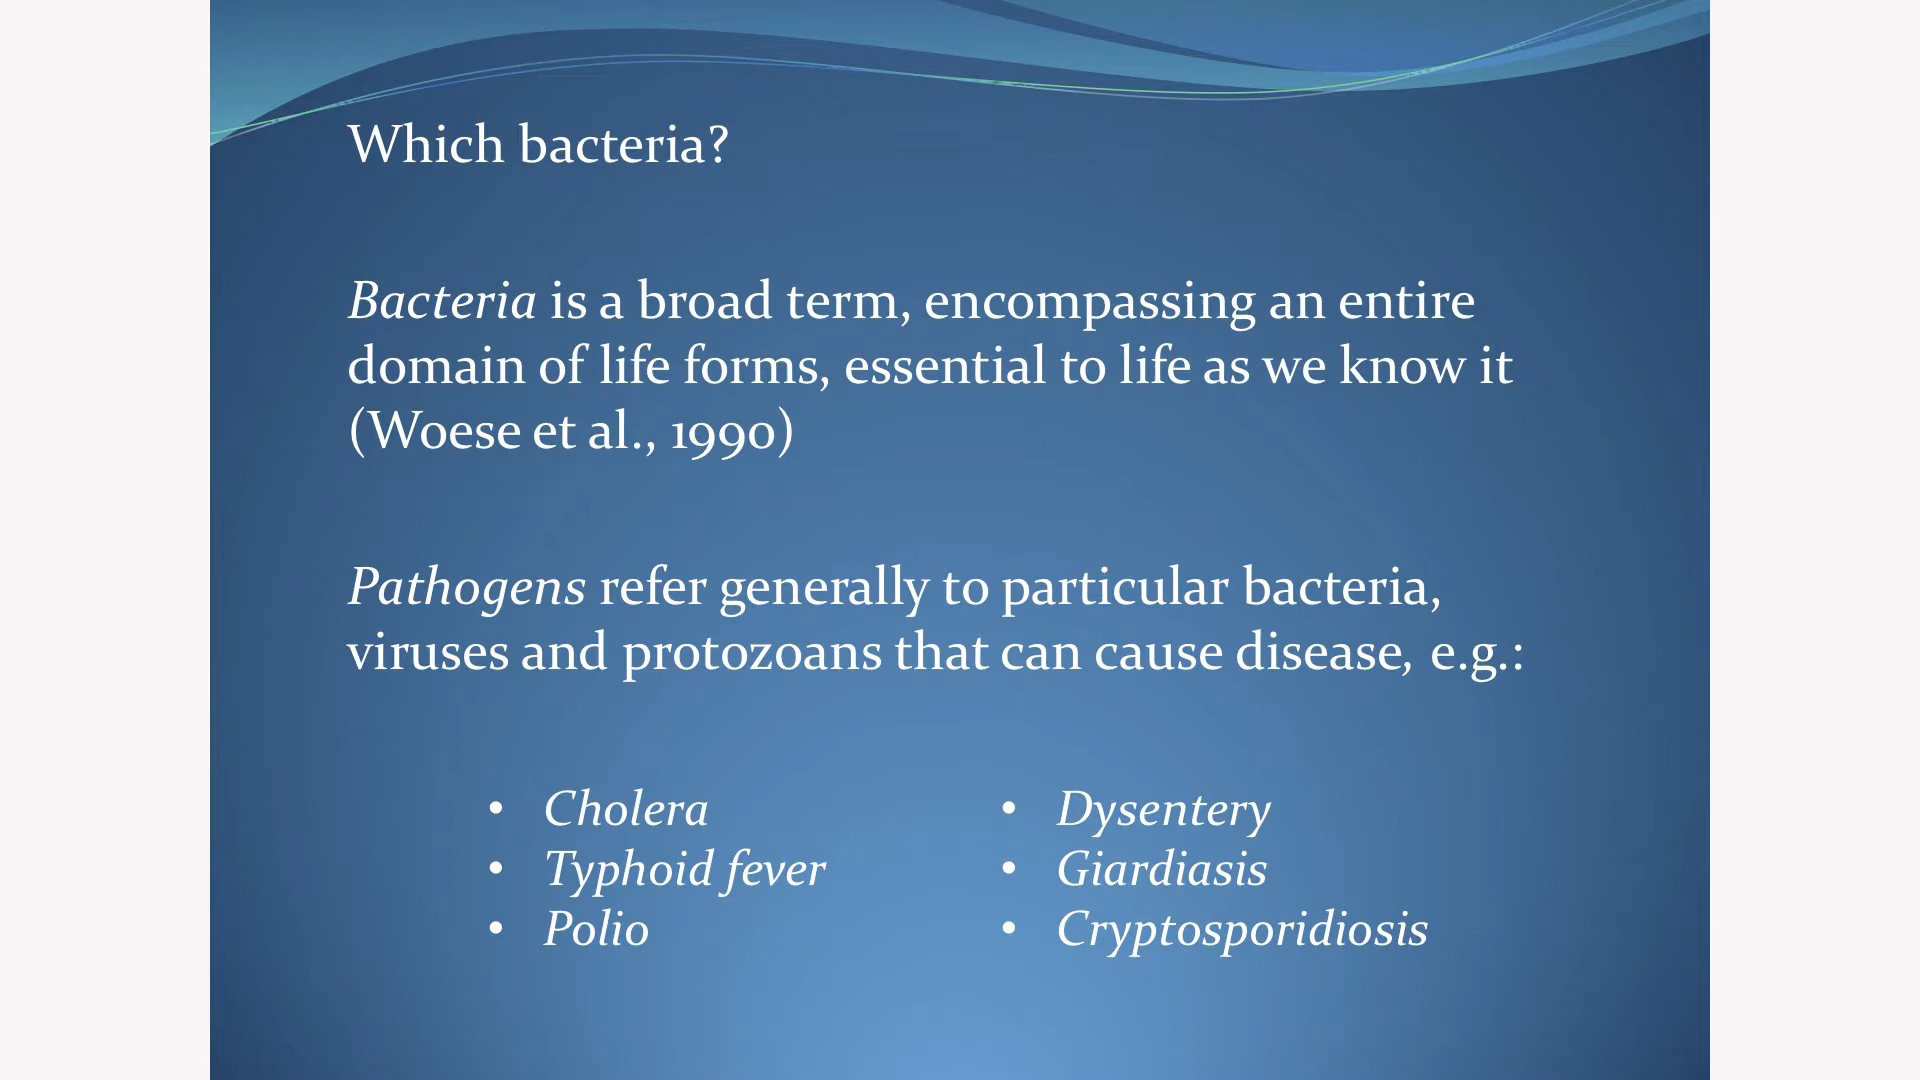 Which bacteria?
Bacteria is a broad term, encompassing an entire
domain of life forms, essential to life as we know it
(Woese et al., 1990)
Pathogens refer generally to particular bacteria,
viruses and protozoans that can cause disease, e.g.:
• Cholera
• Typhoid fever
• Polio
• Dysentery
• Giardiasis
• Cryptosporidiosis